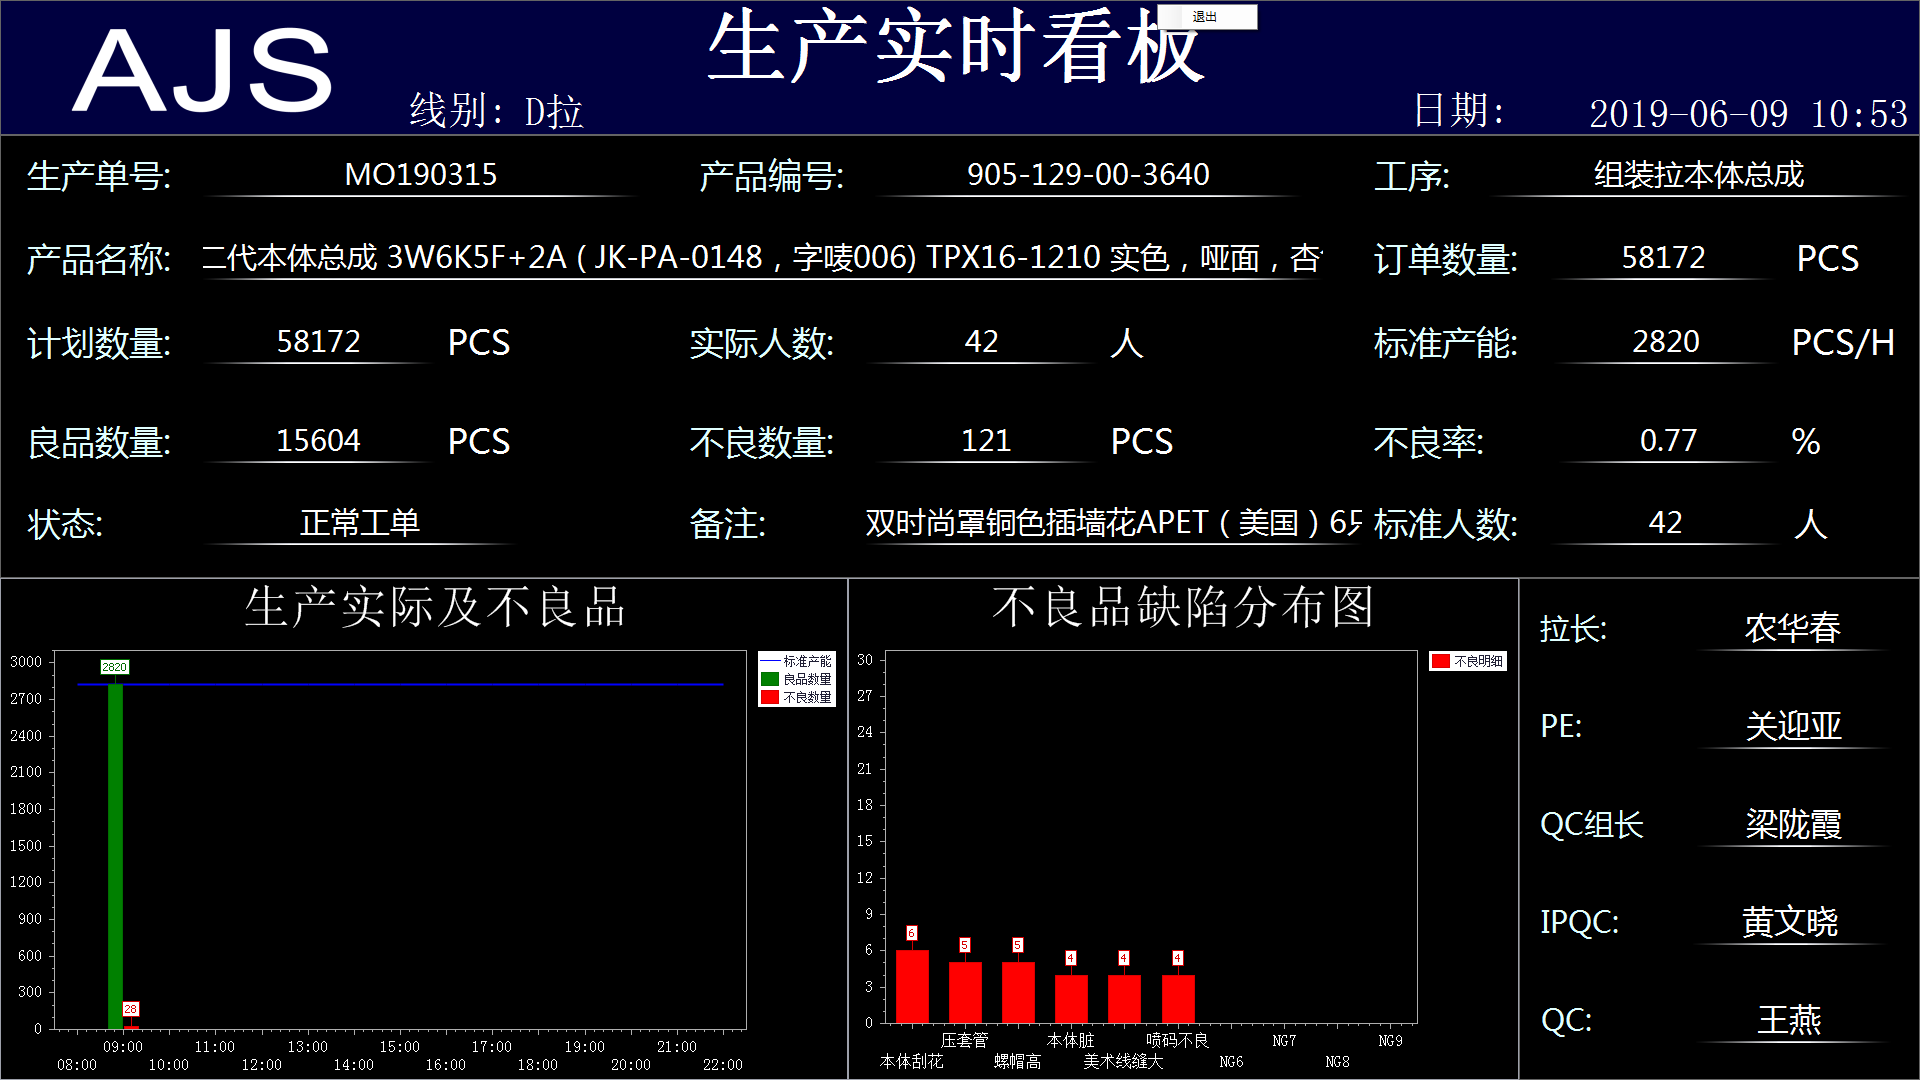 AJS
生产实时看板
退出
线别: D拉
日期: 2019-06-09 10:53
生产单号: MO190315 产品编号: 905-129-00-3640 工序: 组装拉本体总成
产品名称: 二代本体总成 3W6K5F+2A ( JK-PA-0148 , 字唛006) TPX16-1210 实色 , 哑面 , 杏 订单数量: 58172 PCS
计划数量: 58172 PCS 实际人数: 42 人 标准产能: 2820 PCS/H
良品数量: 15604 PCS 不良数量: 121 PCS 不良率: 0.77 %
状态: 正常工单 备注: 双时尚罩铜色插墙花APET ( 美国 ) 6只 标准人数: 42 人
生产实际及不良品
标准产能
良品数量
不良数量
3000
2700
2400
2100
1800
1500
1200
900
600
300
0
2820
28
09:00 11:00 13:00 15:00 17:00 19:00 21:00
08:00 10:00 12:00 14:00 16:00 18:00 20:00 22:00
不良品缺陷分布图
不良明细
30
27
24
21
18
15
12
9
6
3
0
6 5 5 4 4 4
压套管 本体脏 喷码不良 NG7 NG9
本体刮花 螺帽高 美术线缝大 NG6 NG8
拉长: 农华春
PE: 关迎亚
QC组长 梁陇霞
IPQC: 黄文晓
QC: 王燕